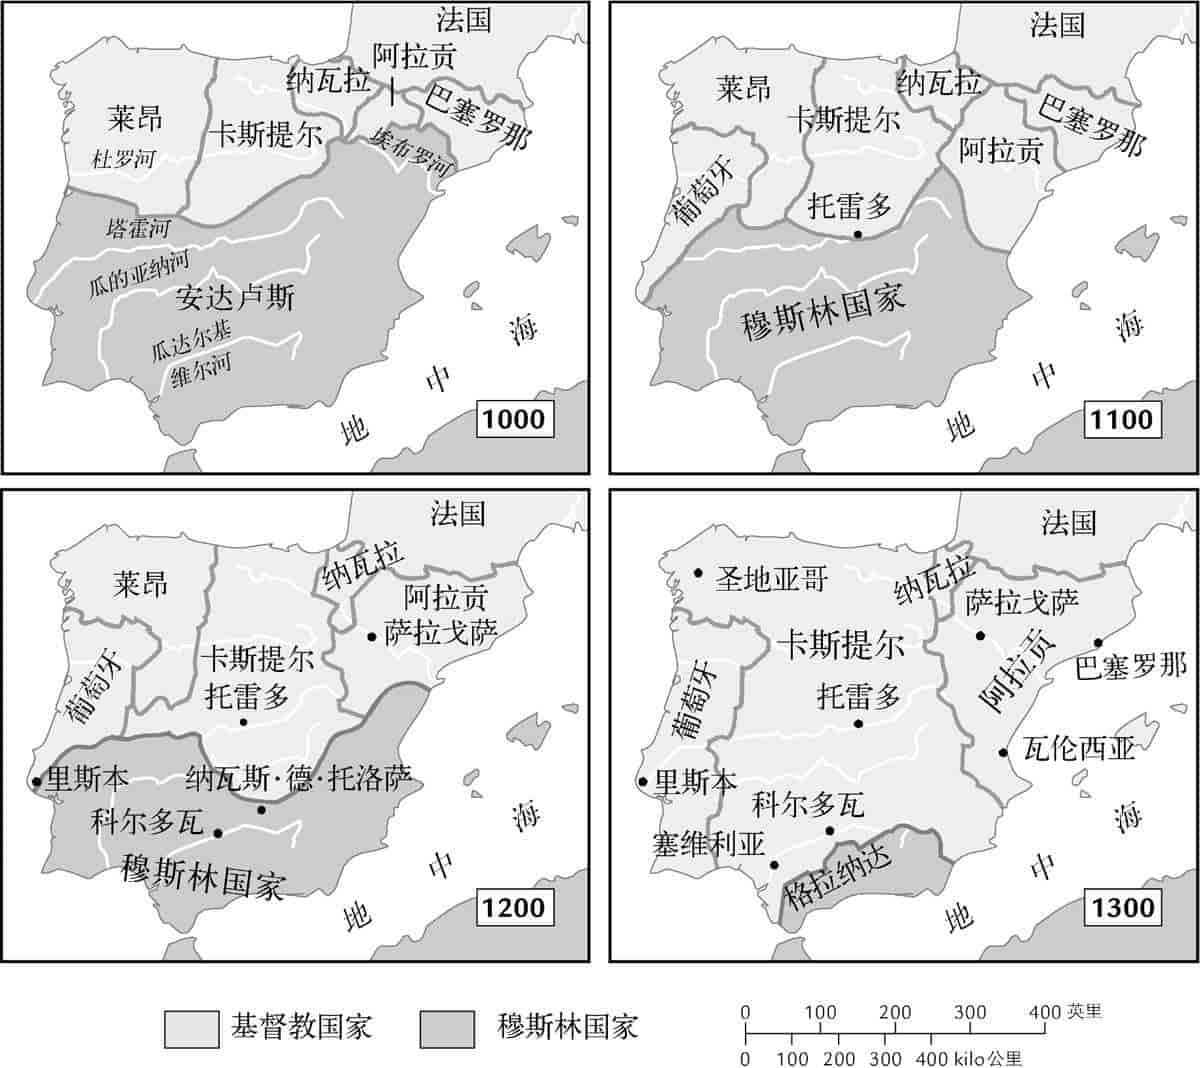 法国
阿拉贡
纳瓦拉
巴塞罗那
莱昂
卡斯提尔
埃布罗河
杜罗河
塔霍河
瓜的亚纳河
安达卢斯
瓜达尔基
维尔河
地中海
1000
法国
纳瓦拉
莱昂
卡斯提尔
巴塞罗那
阿拉贡
葡萄牙
托雷多
穆斯林国家
地中海
1100
法国
纳瓦拉
莱昂
阿拉贡
萨拉戈萨
卡斯提尔
葡萄牙
托雷多
里斯本
纳瓦斯·德·托洛萨
科尔多瓦
穆斯林国家
地中海
1200
法国
圣地亚哥
纳瓦拉
萨拉戈萨
卡斯提尔
阿拉贡
巴塞罗那
葡萄牙
托雷多
瓦伦西亚
里斯本
科尔多瓦
塞维利亚
格拉纳达
地中海
1300
基督教国家
穆斯林国家
0 100 200 300 400 英里
0 100 200 300 400 kilo公里